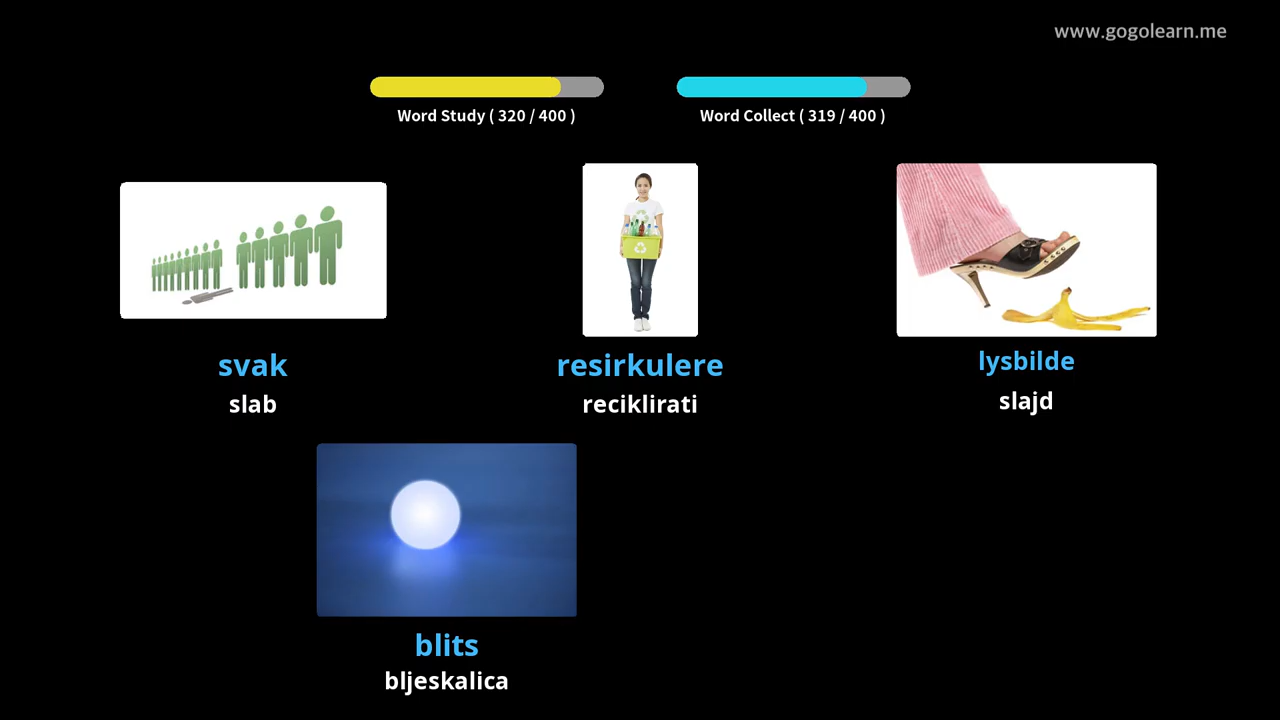 www.gogolearn.me
Word Study ( 320 / 400 )
Word Collect ( 319 / 400 )
svak
slab
resirkulere
reciklirati
lysbilde
slajd
blits
bljeskalica